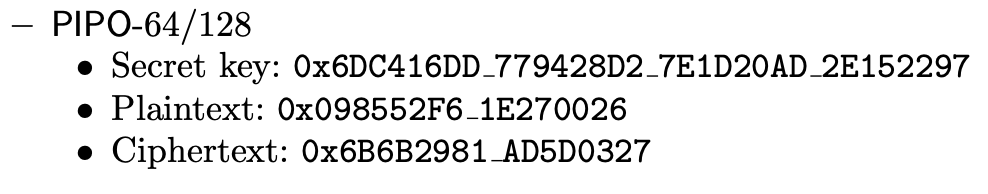 – PIPO-64/128
• Secret key: 0x6DC416DD_779428D2_7E1D20AD_2E152297
• Plaintext: 0x098552F6_1E270026
• Ciphertext: 0x6B6B2981_AD5D0327